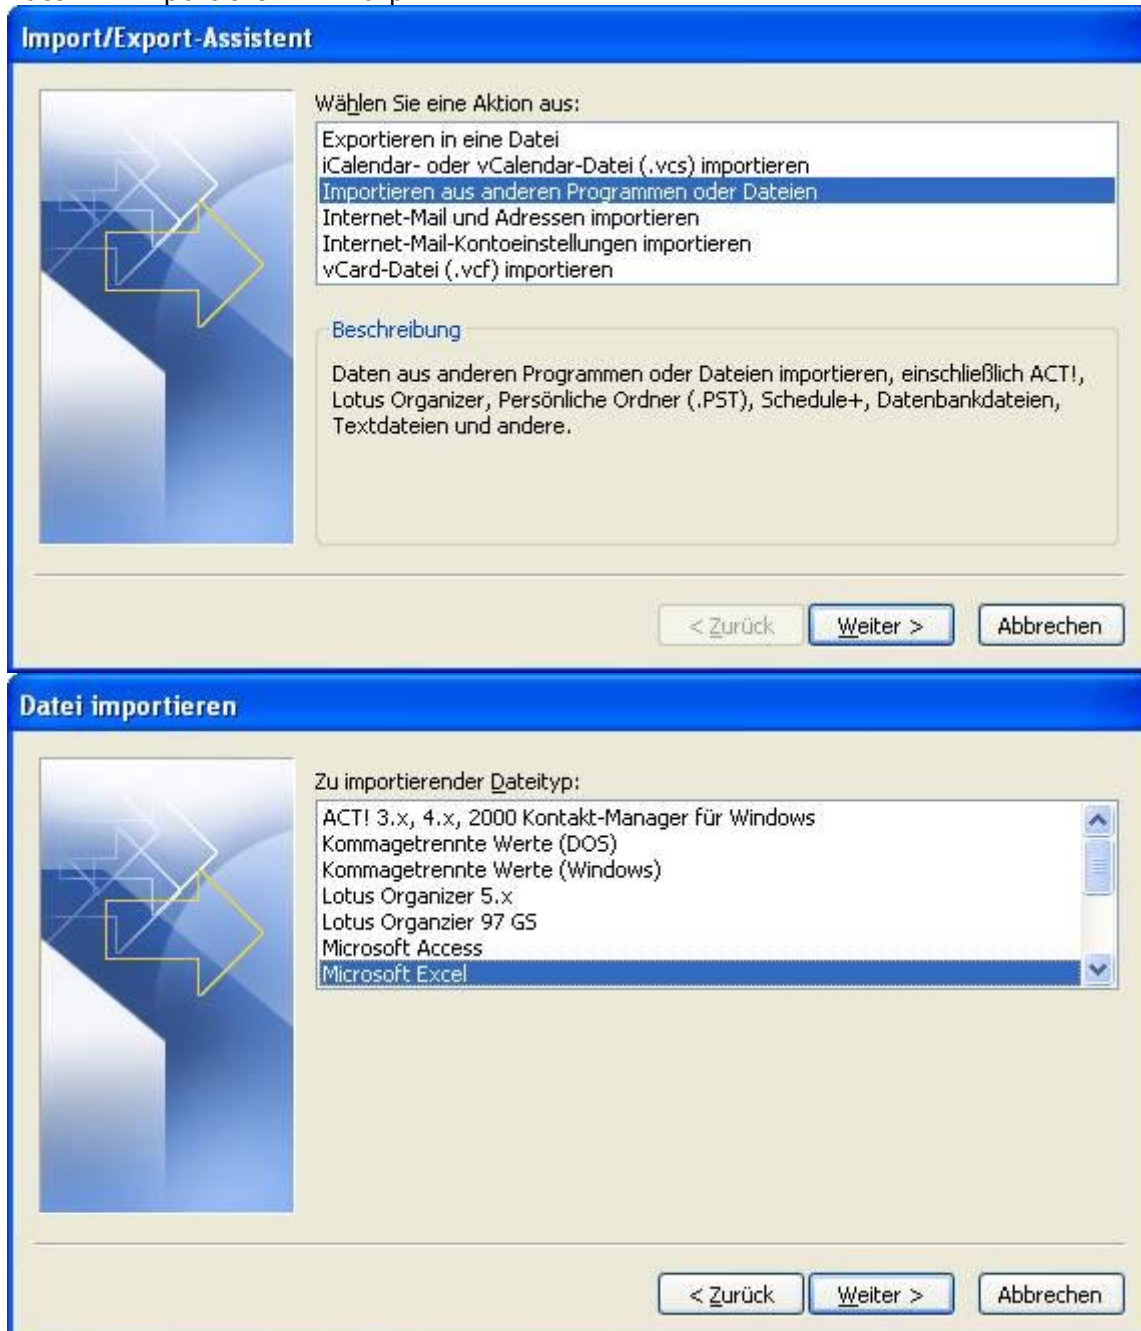 Import/Export-Assistent
Wählen Sie eine Aktion aus:
Exportieren in eine Datei
iCalendar- oder vCalendar-Datei (.vcs) importieren
Importieren aus anderen Programmen oder Dateien
Internet-Mail und Adressen importieren
Internet-Mail-Kontoeinstellungen importieren
vCard-Datei (.vcf) importieren
Beschreibung
Daten aus anderen Programmen oder Dateien importieren, einschließlich ACT!,
Lotus Organizer, Persönliche Ordner (.PST), Schedule+, Datenbankdateien,
Textdateien und andere.
< Zurück Weiter > Abbrechen
Datei importieren
Zu importierender Dateityp:
ACT! 3.x, 4.x, 2000 Kontakt-Manager für Windows
Kommagetrennte Werte (DOS)
Kommagetrennte Werte (Windows)
Lotus Organizer 5.x
Lotus Organzier 97 GS
Microsoft Access
Microsoft Excel
< Zurück Weiter > Abbrechen